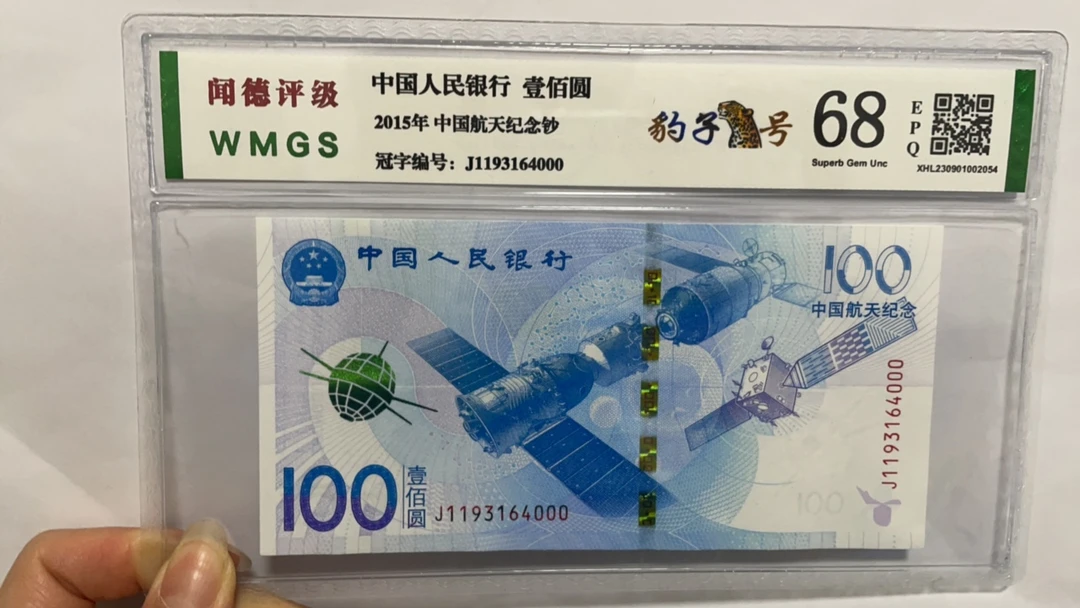 闻德评级
WMGS
中国人民银行 壹佰圆
2015年 中国航天纪念钞
冠字编号：J1193164000
豹子号
68
Superb Gem Unc
EPQ
XHL230901002054
中国人民银行
100
中国航天纪念
J1193164000
100
壹佰圆
J1193164000
100